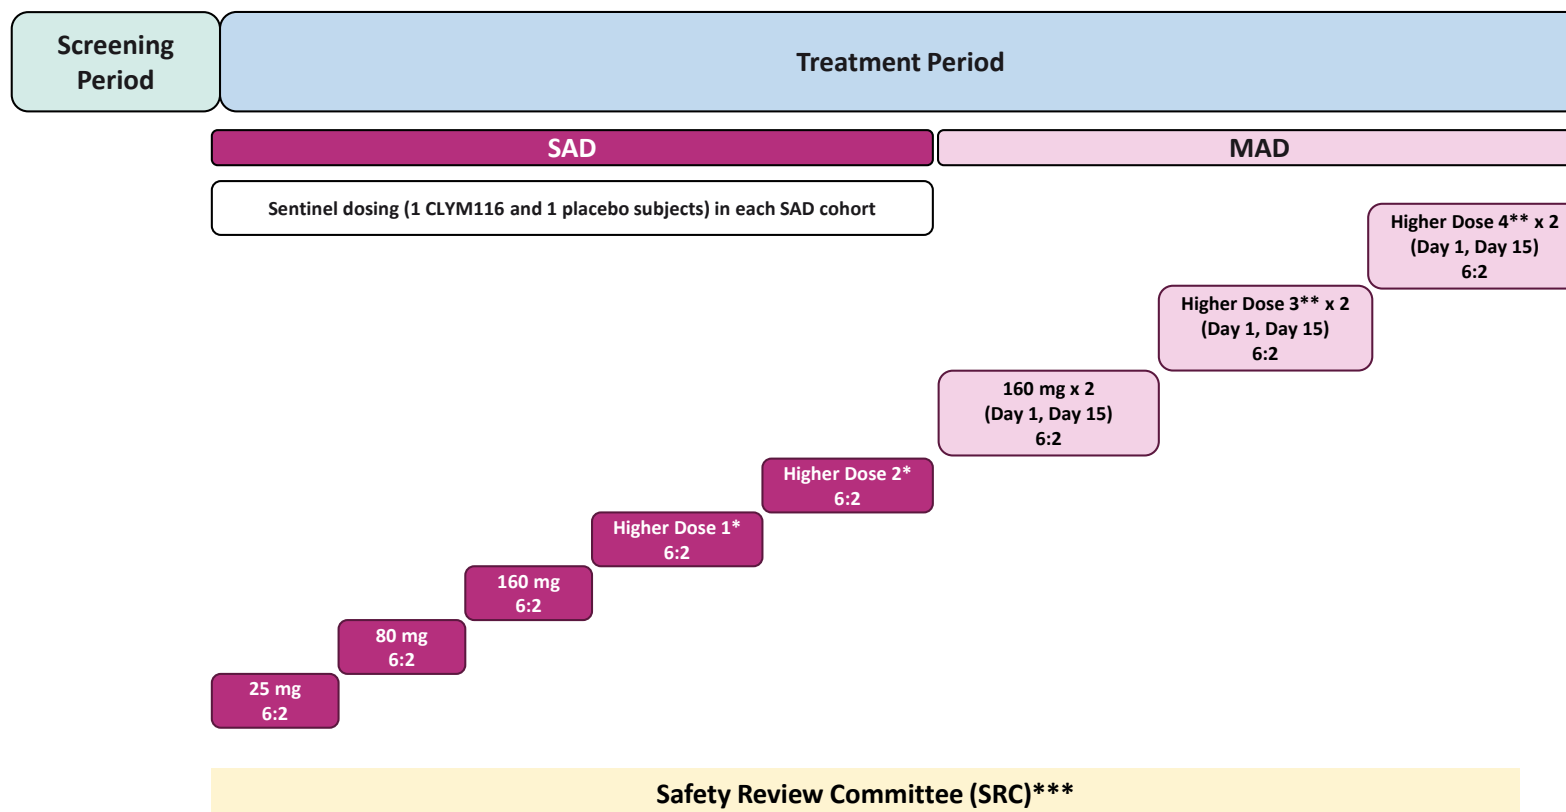 Screening
Period
Treatment Period
SAD
MAD
Sentinel dosing (1 CLYM116 and 1 placebo subjects) in each SAD cohort
Higher Dose 4** x 2
(Day 1, Day 15)
6:2
Higher Dose 3** x 2
(Day 1, Day 15)
6:2
160 mg x 2
(Day 1, Day 15)
6:2
Higher Dose 2*
6:2
Higher Dose 1*
6:2
160 mg
6:2
80 mg
6:2
25 mg
6:2
Safety Review Committee (SRC)***